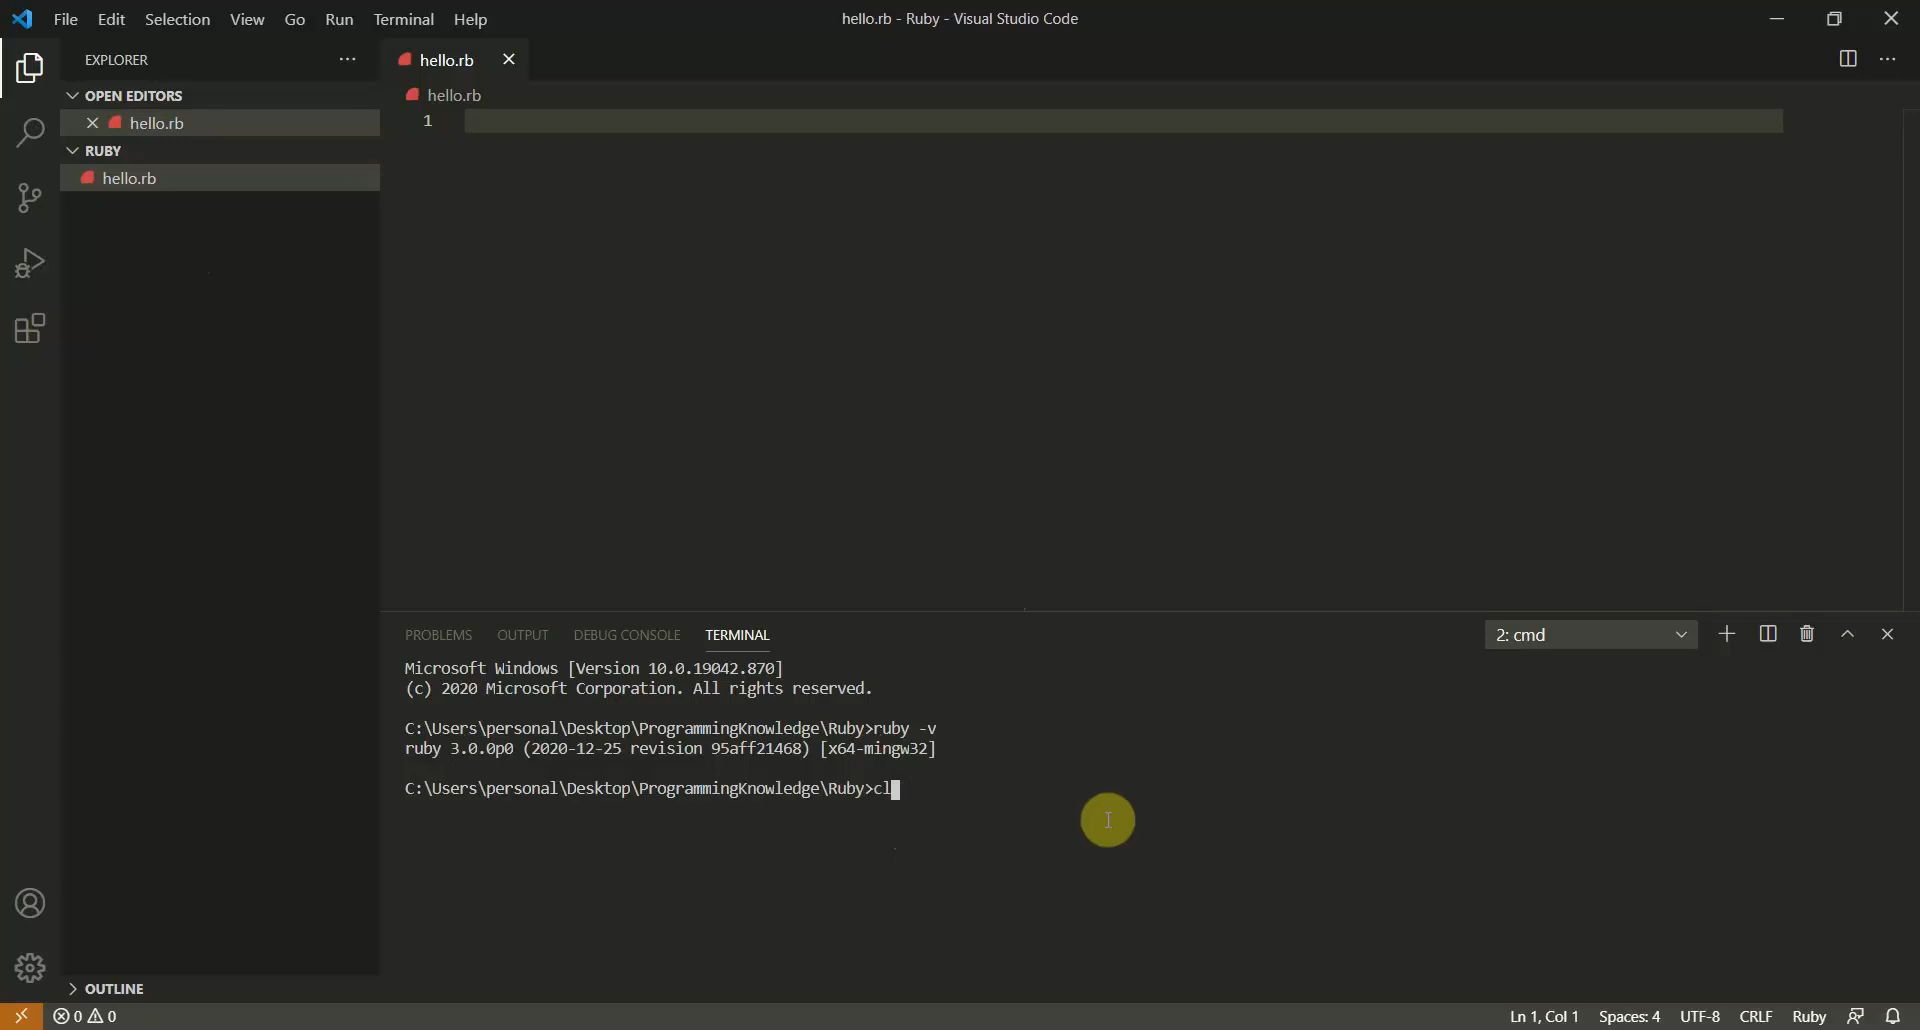 File Edit Selection View Go Run Terminal Help
hello.rb - Ruby - Visual Studio Code
EXPLORER
OPEN EDITORS
hello.rb
RUBY
hello.rb
hello.rb
hello.rb
1
PROBLEMS OUTPUT DEBUG CONSOLE TERMINAL
2: cmd
Microsoft Windows [Version 10.0.19042.870]
(c) 2020 Microsoft Corporation. All rights reserved.
C:\Users\personal\Desktop\ProgrammingKnowledge\Ruby>ruby -v
ruby 3.0.0p0 (2020-12-25 revision 95aff21468) [x64-mingw32]
C:\Users\personal\Desktop\ProgrammingKnowledge\Ruby>cl
OUTLINE
0 0
Ln 1, Col 1 Spaces: 4 UTF-8 CRLF Ruby